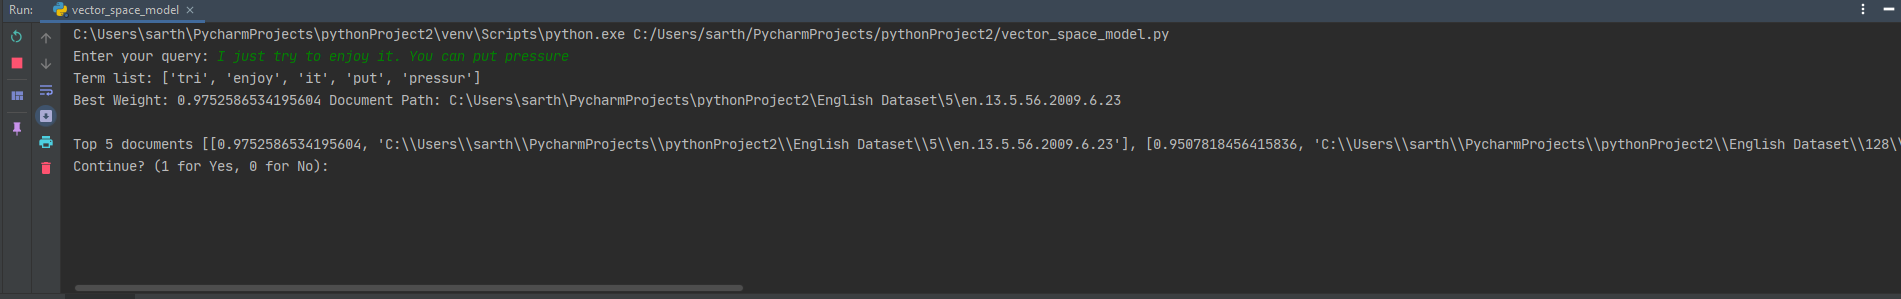 Run: vector_space_model ×
C:\Users\sarth\PycharmProjects\pythonProject2\venv\Scripts\python.exe C:/Users/sarth/PycharmProjects/pythonProject2/vector_space_model.py
Enter your query: I just try to enjoy it. You can put pressure
Term list: ['tri', 'enjoy', 'it', 'put', 'pressur']
Best Weight: 0.9752586534195604 Document Path: C:\Users\sarth\PycharmProjects\pythonProject2\English Dataset\5\en.13.5.56.2009.6.23
Top 5 documents [[0.9752586534195604, 'C:\\Users\\sarth\\PycharmProjects\\pythonProject2\\English Dataset\\5\\en.13.5.56.2009.6.23'], [0.9507818456415836, 'C:\\Users\\sarth\\PycharmProjects\\pythonProject2\\English Dataset\\128\\
Continue? (1 for Yes, 0 for No):